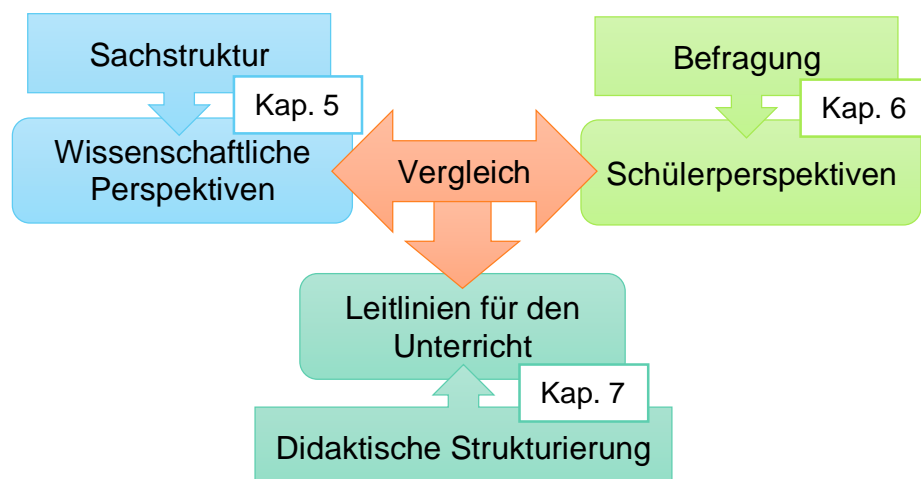 Sachstruktur
Kap. 5
Wissenschaftliche
Perspektiven
Vergleich
Befragung
Kap. 6
Schülerperspektiven
Leitlinien für den
Unterricht
Kap. 7
Didaktische Strukturierung